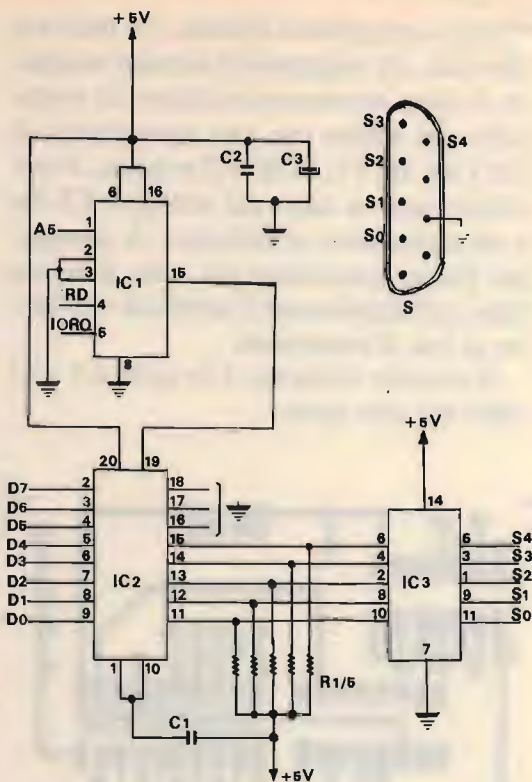 +5V
C2
C3
6
16
A5
1
2
3
RD
4
IORQ
5
IC1
15
8
S3
S4
S2
S1
S0
S
+5V
20
19
14
D7
2
18
D6
3
17
D5
4
16
D4
5
15
6
6
S4
D3
6
14
4
3
S3
D2
7
IC2
13
2
IC3
1
S2
D1
8
12
8
9
S1
D0
9
11
10
11
S0
1
10
7
R1/5
C1
+5V